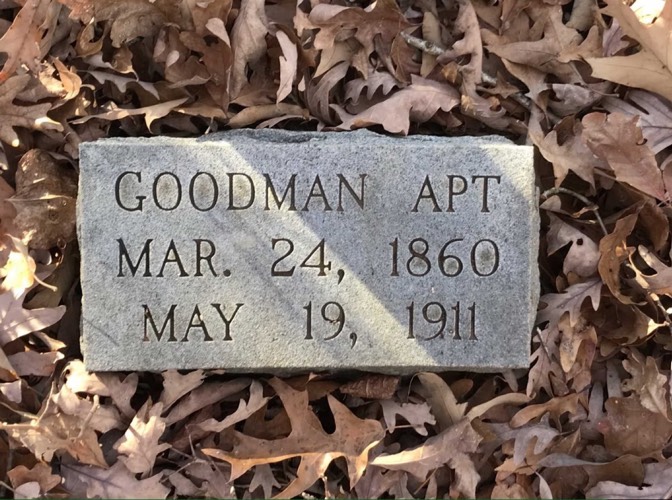 GOODMAN APT
MAR. 24, 1860
MAY 19, 1911